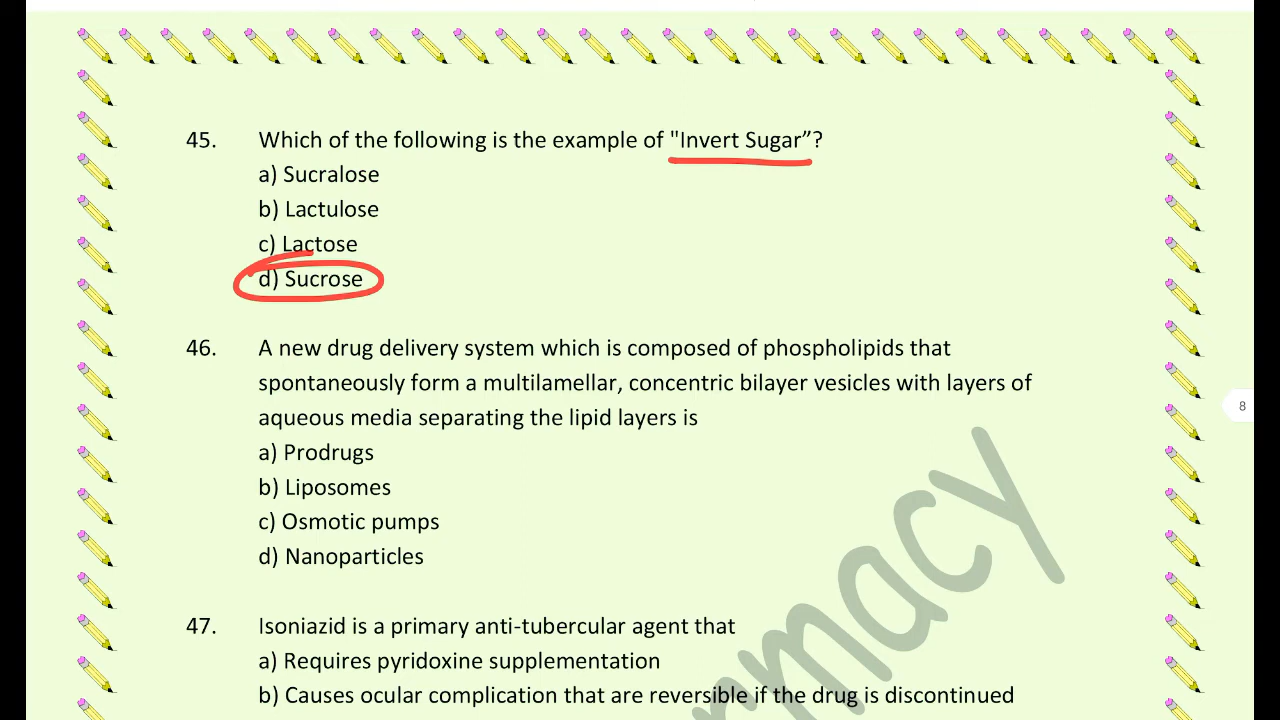 45. Which of the following is the example of "Invert Sugar”?
a) Sucralose
b) Lactulose
c) Lactose
d) Sucrose
46. A new drug delivery system which is composed of phospholipids that
spontaneously form a multilamellar, concentric bilayer vesicles with layers of
aqueous media separating the lipid layers is
a) Prodrugs
b) Liposomes
c) Osmotic pumps
d) Nanoparticles
8
47. Isoniazid is a primary anti-tubercular agent that
a) Requires pyridoxine supplementation
b) Causes ocular complication that are reversible if the drug is discontinued